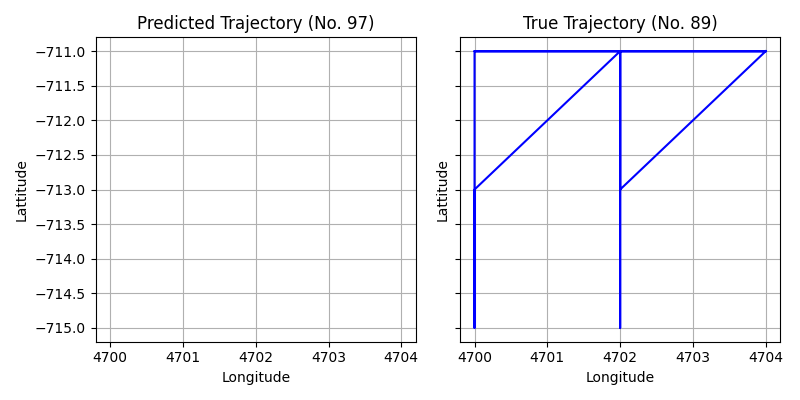 Predicted Trajectory (No. 97)
True Trajectory (No. 89)
Lattitude
−711.0
−711.5
−712.0
−712.5
−713.0
−713.5
−714.0
−714.5
−715.0
4700 4701 4702 4703 4704
Longitude
Lattitude
4700 4701 4702 4703 4704
Longitude